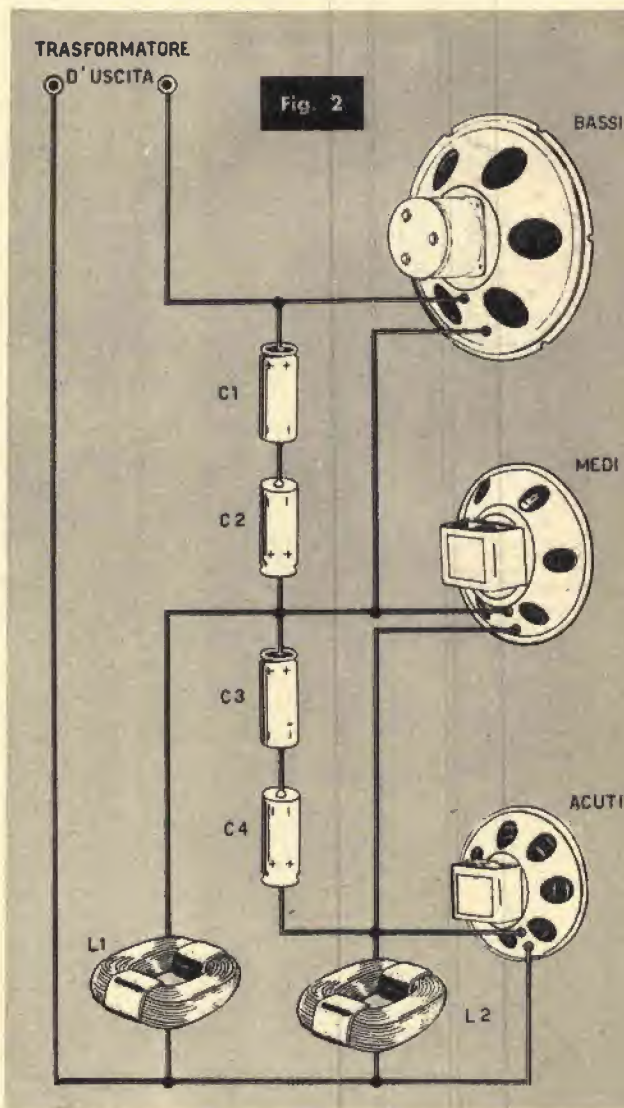 TRASFORMATORE
D'USCITA
Fig. 2
BASSI
C1
C2
MEDI
C3
C4
ACUTI
L1
L2